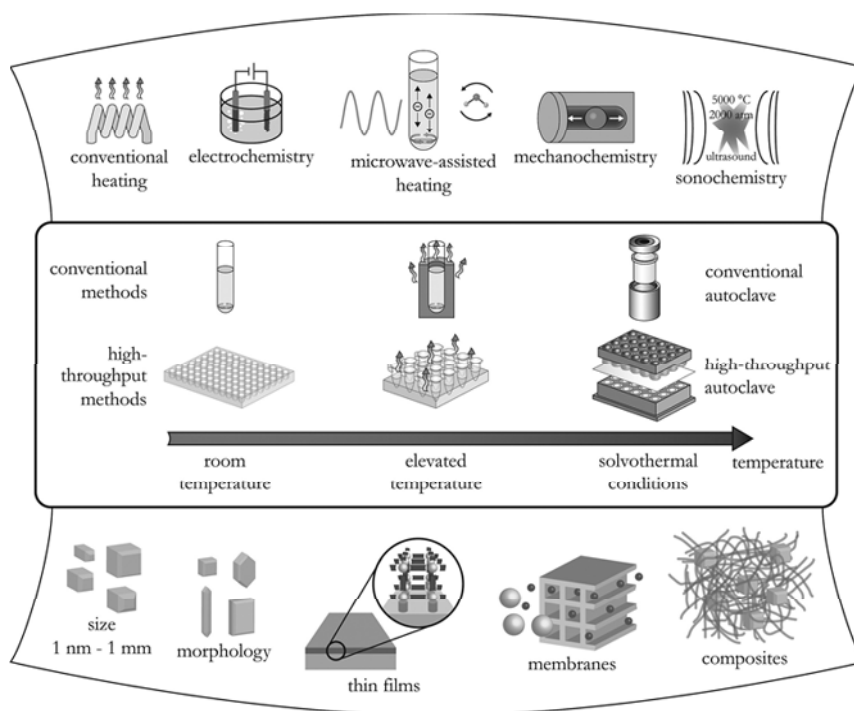 conventional
heating
electrochemistry
microwave-assisted
heating
mechanochemistry
5000 °C
2000 arm
ultrasound
sonochemistry
conventional
methods
conventional
autoclave
high-
throughput
methods
high-throughput
autoclave
room
temperature
elevated
temperature
solvothermal
conditions
temperature
size
1 nm - 1 mm
morphology
thin films
membranes
composites